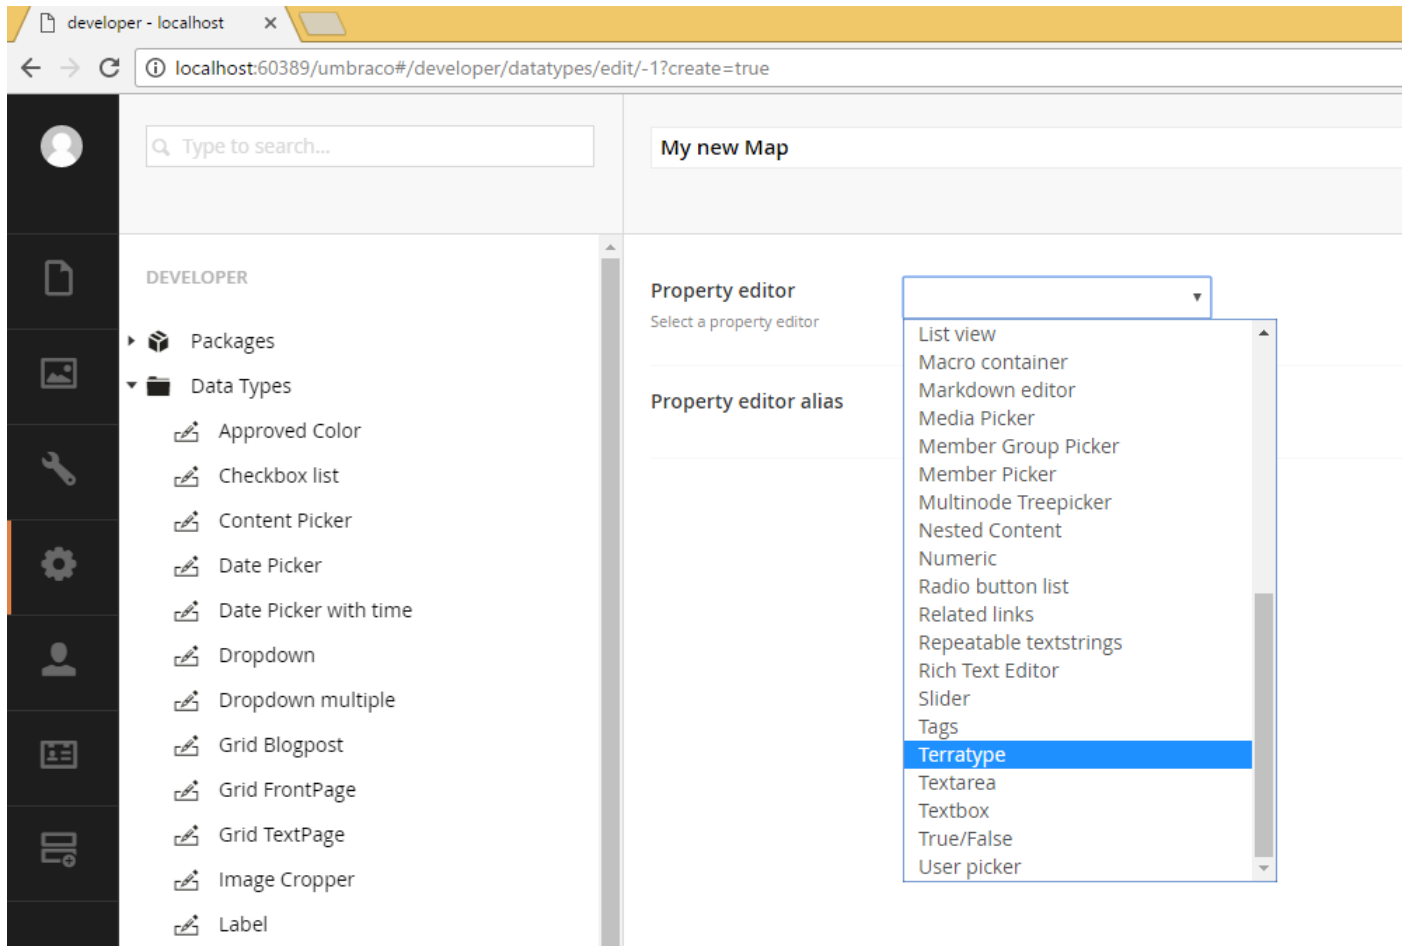 developer - localhost
localhost:60389/umbraco#/developer/datatypes/edit/-1?create=true
Type to search...
My new Map
DEVELOPER
Packages
Data Types
Approved Color
Checkbox list
Content Picker
Date Picker
Date Picker with time
Dropdown
Dropdown multiple
Grid Blogpost
Grid FrontPage
Grid TextPage
Image Cropper
Label
Property editor
Select a property editor
Property editor alias
List view
Macro container
Markdown editor
Media Picker
Member Group Picker
Member Picker
Multinode Treepicker
Nested Content
Numeric
Radio button list
Related links
Repeatable textstrings
Rich Text Editor
Slider
Tags
Terratype
Textarea
Textbox
True/False
User picker